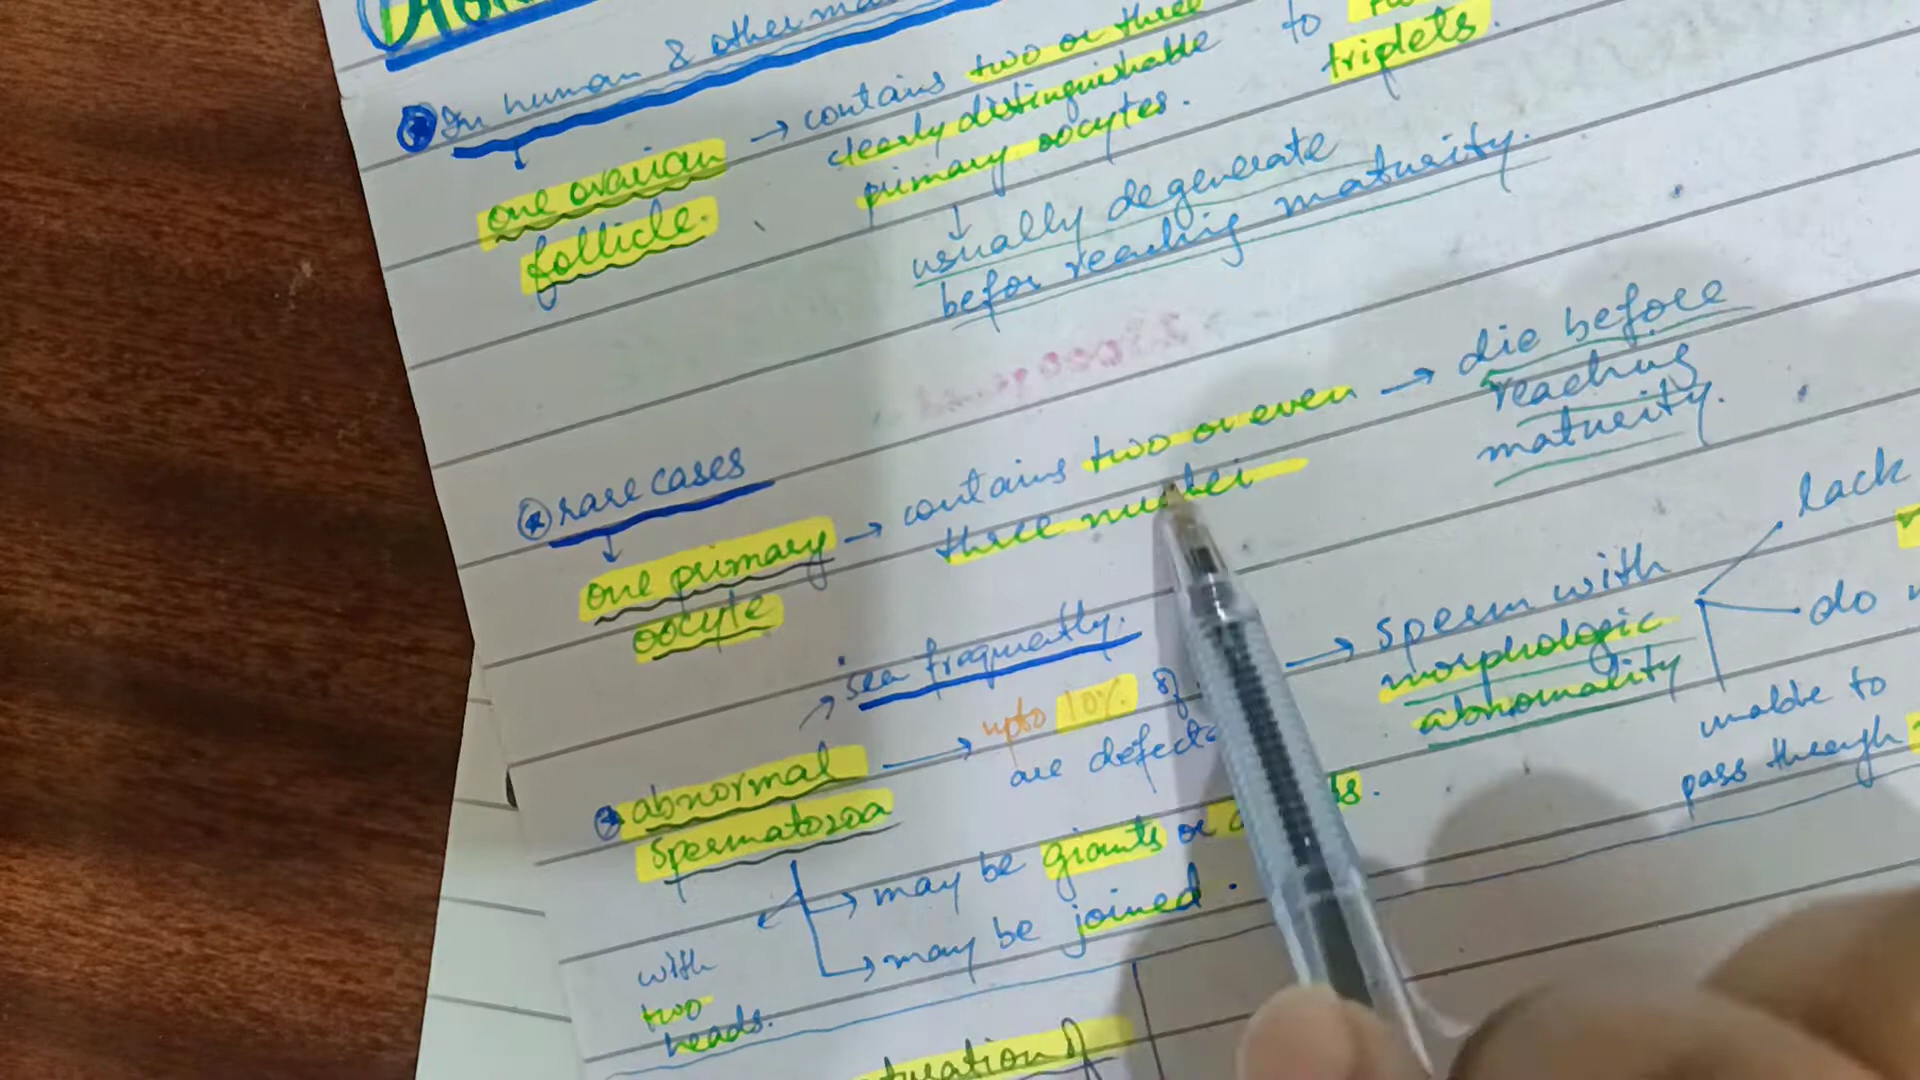 In human & other
one ovarian
follicle.
→ contains two or three
clearly distinguishable
primary oocytes.
to
triplets.
↓
usually degenerate
befor reaching maturity.
rare cases
↓
one primary
oocyte
→ contains two or even
three nuclei
→ die before
reaching
maturity.
abnormal
spermatozoa
sea frequently.
→ upto 10% of
are
→ sperm with
morphologic
abnormality
lack
do
unable to
pass through
→ may be giants or
→ may be joined.
with
two
heads.
of